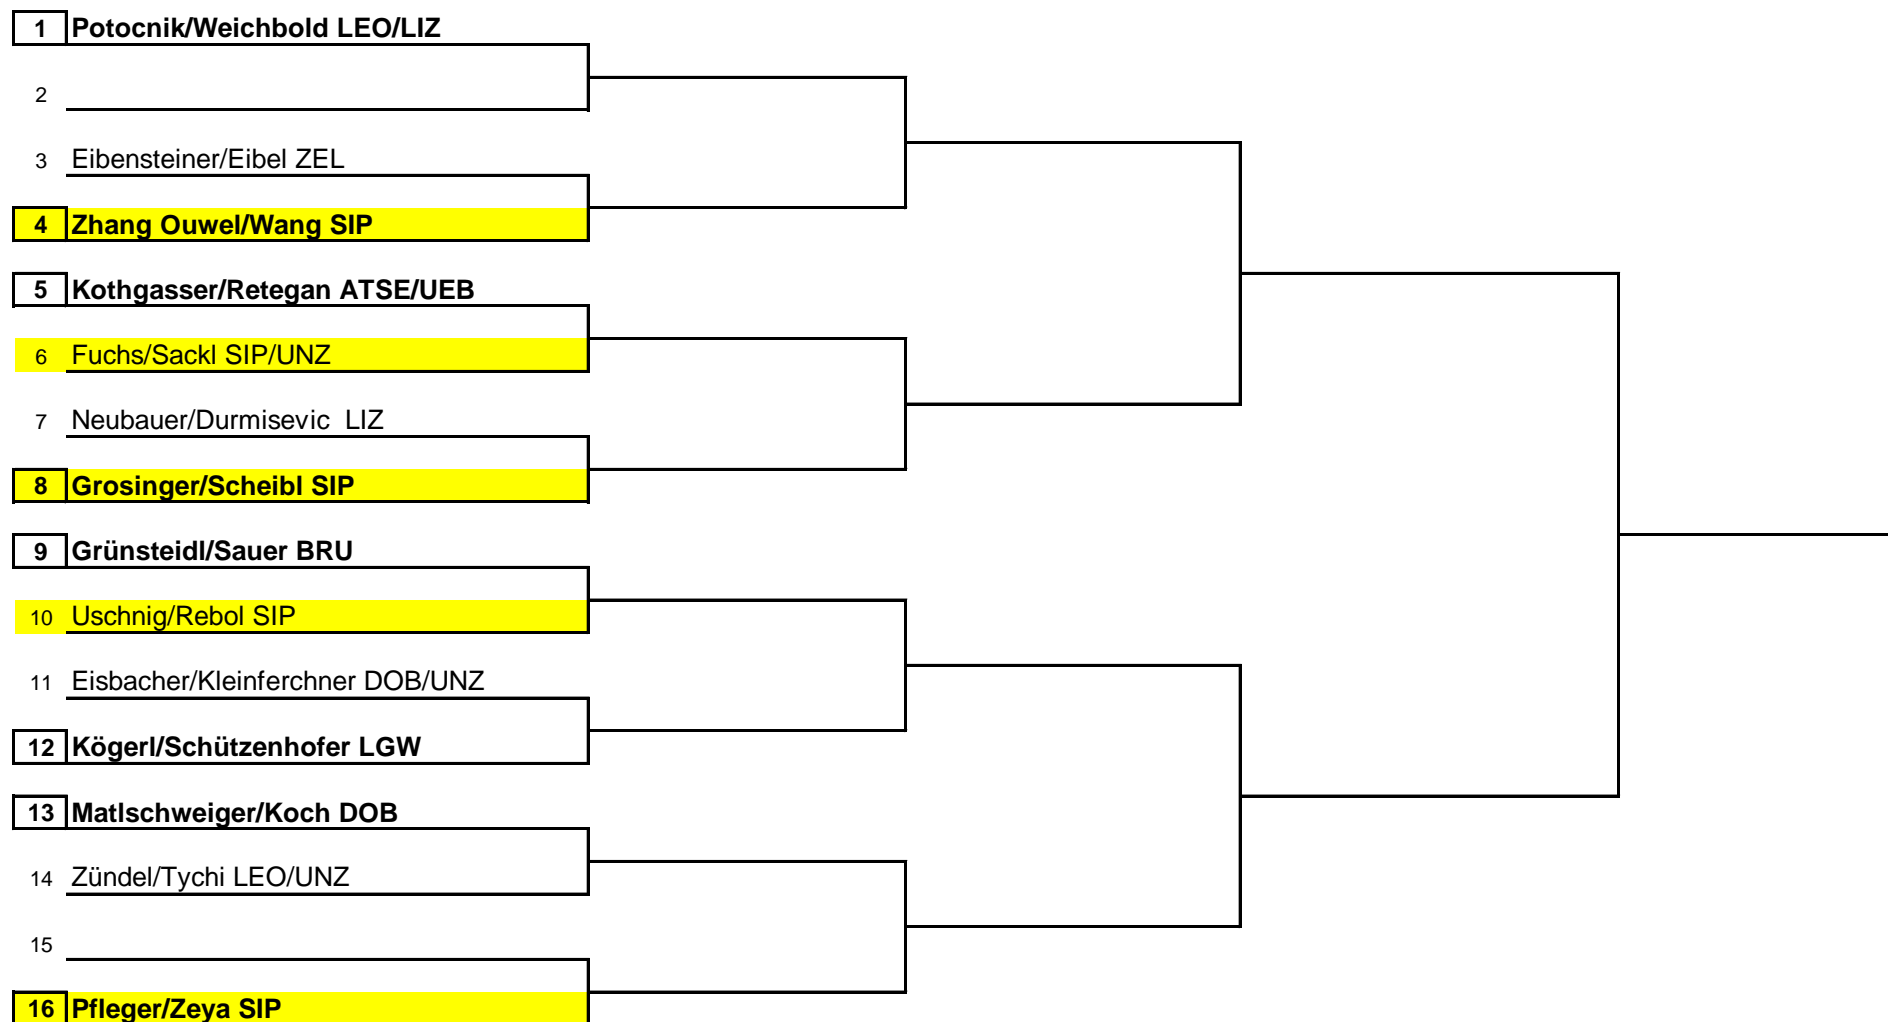 1 Potocnik/Weichbold LEO/LIZ
2
3 Eibensteiner/Eibel ZEL
4 Zhang Ouwel/Wang SIP
5 Kothgasser/Retegan ATSE/UEB
6 Fuchs/Sackl SIP/UNZ
7 Neubauer/Durmisevic  LIZ
8 Grosinger/Scheibl SIP
9 Grünsteidl/Sauer BRU
10 Uschnig/Rebol SIP
11 Eisbacher/Kleinferchner DOB/UNZ
12 Kögerl/Schützenhofer LGW
13 Matlschweiger/Koch DOB
14 Zündel/Tychi LEO/UNZ
15
16 Pfleger/Zeya SIP